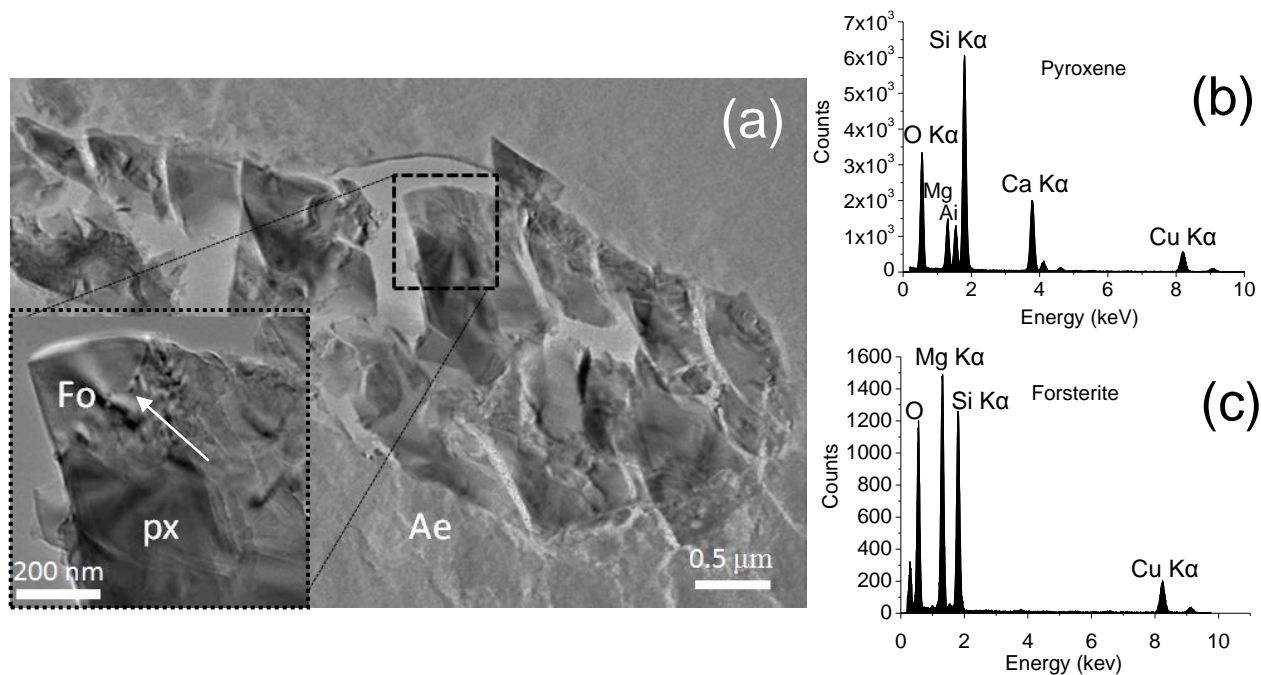 (a)
Fo
px
200 nm
Ae
0.5 μm
(b)
7x10³
6x10³
5x10³
4x10³
3x10³
2x10³
1x10³
0
Counts
Si Kα
Pyroxene
O Kα
Mg
Ai
Ca Kα
Cu Kα
0 2 4 6 8 10
Energy (keV)
(c)
1600
1400
1200
1000
800
600
400
200
0
Counts
Mg Kα
Forsterite
O
Si Kα
Cu Kα
0 2 4 6 8 10
Energy (kev)